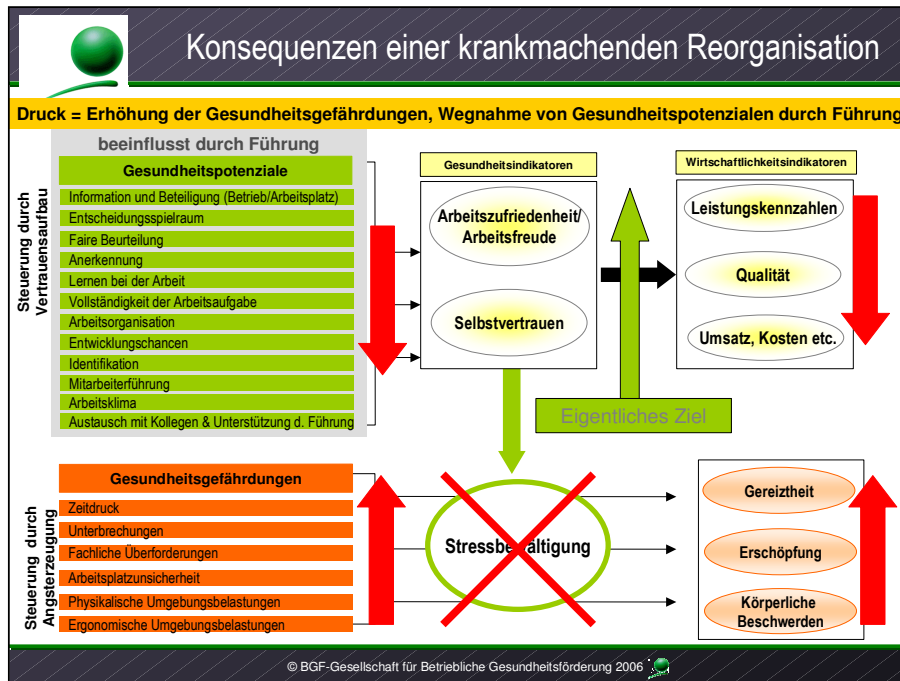 Konsequenzen einer krankmachenden Reorganisation
Druck = Erhöhung der Gesundheitsgefährdungen, Wegnahme von Gesundheitspotenzialen durch Führung
beeinflusst durch Führung
Steuerung durch
Vertrauensaufbau
Gesundheitspotenziale
Information und Beteiligung (Betrieb/Arbeitsplatz)
Entscheidungsspielraum
Faire Beurteilung
Anerkennung
Lernen bei der Arbeit
Vollständigkeit der Arbeitsaufgabe
Arbeitsorganisation
Entwicklungschancen
Identifikation
Mitarbeiterführung
Arbeitsklima
Austausch mit Kollegen & Unterstützung d. Führung
Gesundheitsindikatoren
Arbeitszufriedenheit/
Arbeitsfreude
Selbstvertrauen
Wirtschaftlichkeitsindikatoren
Leistungskennzahlen
Qualität
Umsatz, Kosten etc.
Eigentliches Ziel
Steuerung durch
Angsterzeugung
Gesundheitsgefährdungen
Zeitdruck
Unterbrechungen
Fachliche Überforderungen
Arbeitsplatzunsicherheit
Physikalische Umgebungsbelastungen
Ergonomische Umgebungsbelastungen
Stressbewältigung
Gereiztheit
Erschöpfung
Körperliche
Beschwerden
© BGF-Gesellschaft für Betriebliche Gesundheitsförderung 2006